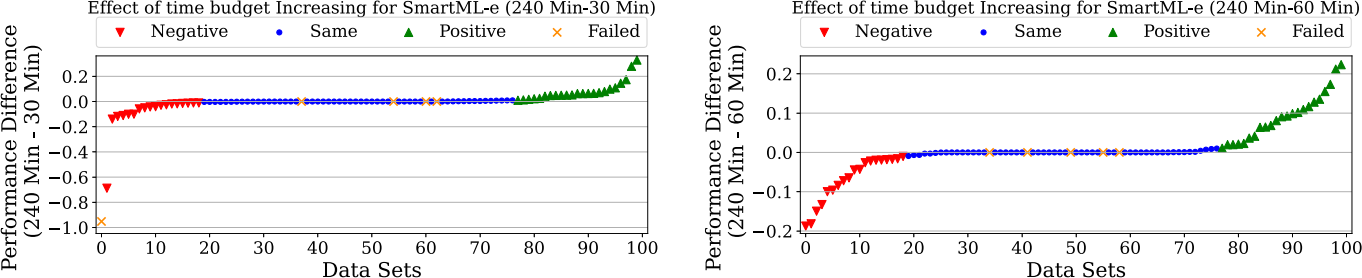 Effect of time budget Increasing for SmartML-e (240 Min-30 Min)
Negative Same Positive Failed
Performance Difference
(240 Min - 30 Min)
0.2
0.0
−0.2
−0.4
−0.6
−0.8
−1.0
0 10 20 30 40 50 60 70 80 90 100
Data Sets
Effect of time budget Increasing for SmartML-e (240 Min-60 Min)
Negative Same Positive Failed
Performance Difference
(240 Min - 60 Min)
0.2
0.1
0.0
−0.1
−0.2
0 10 20 30 40 50 60 70 80 90 100
Data Sets